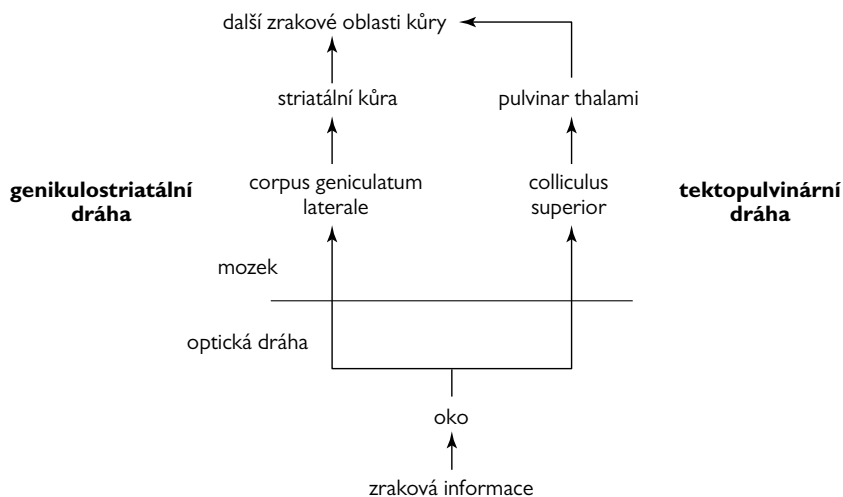 další zrakové oblasti kůry
striatální kůra
pulvinar thalami
genikulostriatální
dráha
corpus geniculatum
laterale
colliculus
superior
tektopulvinární
dráha
mozek
optická dráha
oko
zraková informace